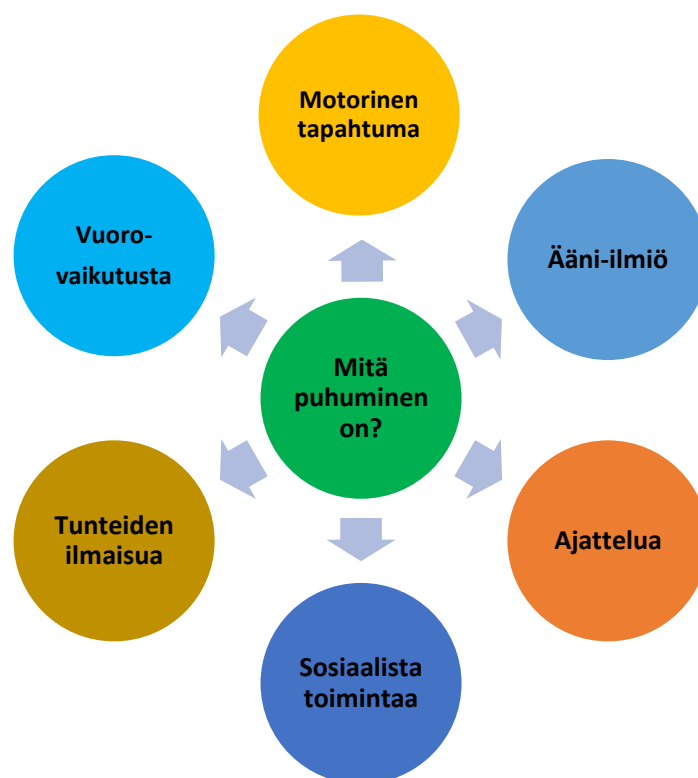 Motorinen
tapahtuma
Ääni-ilmiö
Ajattelua
Sosiaalista
toimintaa
Tunteiden
ilmaisua
Vuoro-
vaikutusta
Mitä
puhuminen
on?